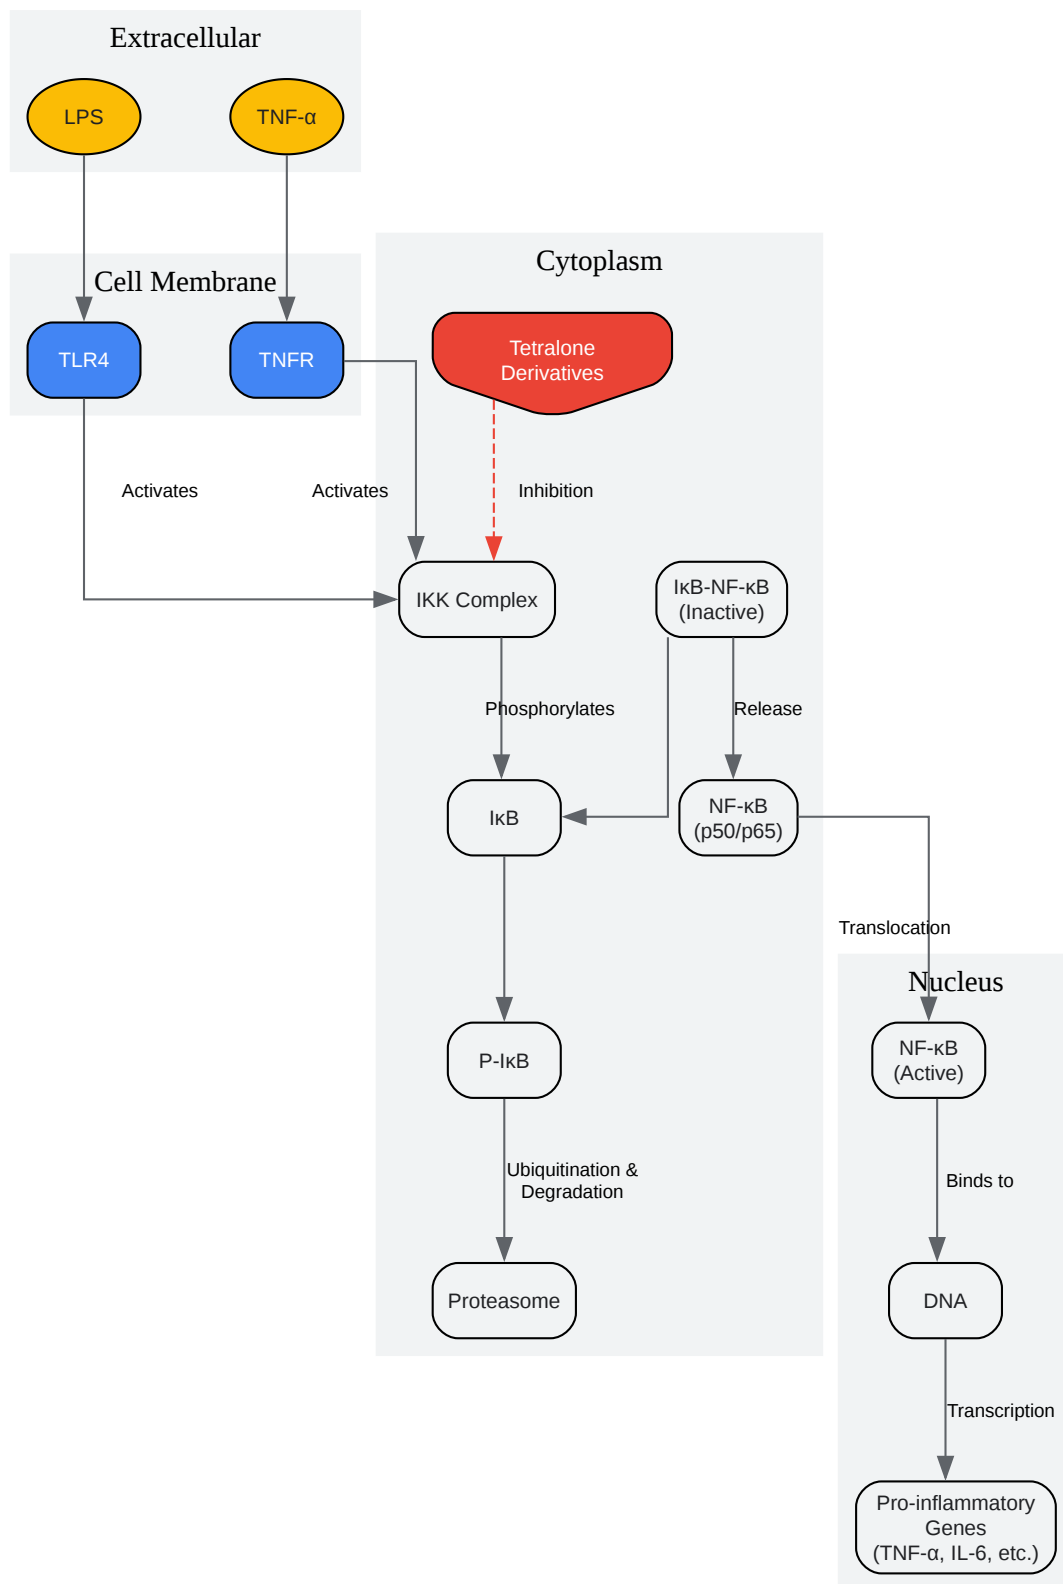 Extracellular
LPS
TNF-α
Cell Membrane
TLR4
TNFR
Cytoplasm
Tetralone
Derivatives
Activates
Activates
Inhibition
IKK Complex
IκB-NF-κB
(Inactive)
Phosphorylates
Release
IκB
NF-κB
(p50/p65)
Translocation
Nucleus
P-IκB
NF-κB
(Active)
Ubiquitination &
Degradation
Binds to
Proteasome
DNA
Transcription
Pro-inflammatory
Genes
(TNF-α, IL-6, etc.)